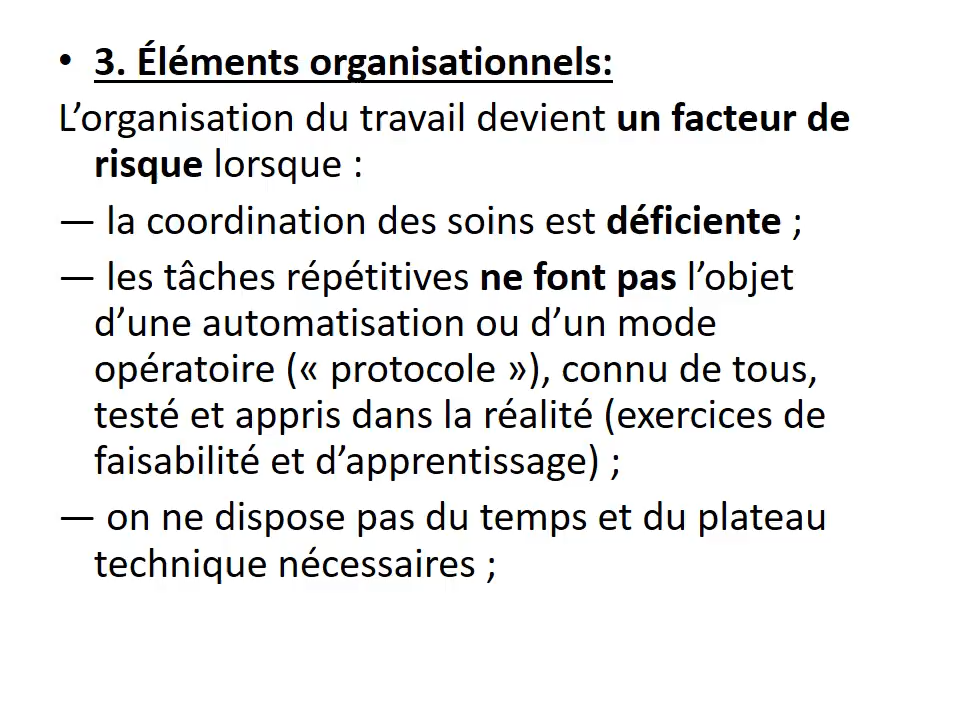 • 3. Éléments organisationnels:
L’organisation du travail devient un facteur de
risque lorsque :
— la coordination des soins est déficiente ;
— les tâches répétitives ne font pas l’objet
d’une automatisation ou d’un mode
opératoire (« protocole »), connu de tous,
testé et appris dans la réalité (exercices de
faisabilité et d’apprentissage) ;
— on ne dispose pas du temps et du plateau
technique nécessaires ;